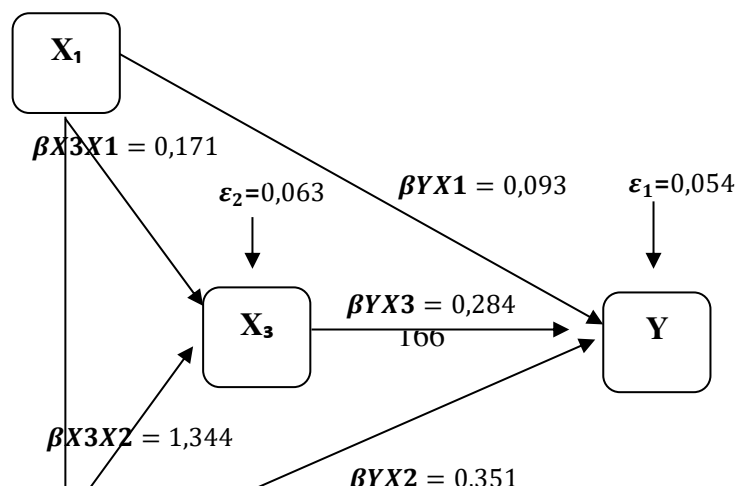 X₁
βX3X1 = 0,171
βYX1 = 0,093
ε₂=0,063
ε₁=0,054
βYX3 = 0,284
166
X₃
Y
βX3X2 = 1,344
βYX2 = 0,351